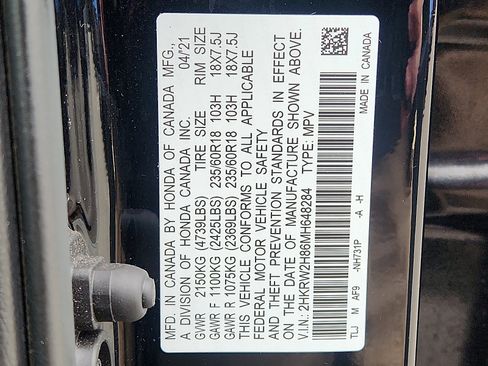 MFD. IN CANADA BY HONDA OF CANADA MFG.,
A DIVISION OF HONDA CANADA INC. 04/21
TIRE SIZE RIM SIZE
GVWR 2150KG (4739LBS)
GAWR F 1100KG (2425LBS) 235/60R18 103H 18X7.5J
GAWR R 1075KG (2369LBS) 235/60R18 103H 18X7.5J
THIS VEHICLE CONFORMS TO ALL APPLICABLE
FEDERAL MOTOR VEHICLE SAFETY
AND THEFT PREVENTION STANDARDS IN EFFECT
ON THE DATE OF MANUFACTURE SHOWN ABOVE.
V.I.N.: 2HKRW2H86MH648284 TYPE: MPV
TLJ M AF9 -NH731P -A -H
MADE IN CANADA